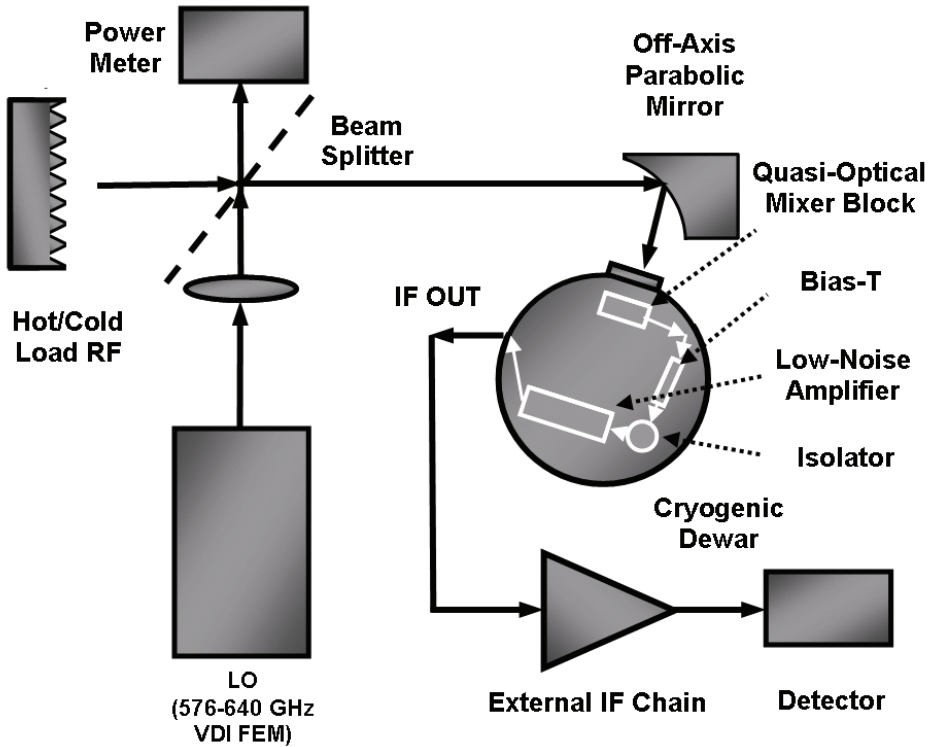 Power
Meter
Off-Axis
Parabolic
Mirror
Beam
Splitter
Quasi-Optical
Mixer Block
Hot/Cold
Load RF
IF OUT
Bias-T
Low-Noise
Amplifier
Isolator
Cryogenic
Dewar
LO
(576-640 GHz
VDI FEM)
External IF Chain
Detector